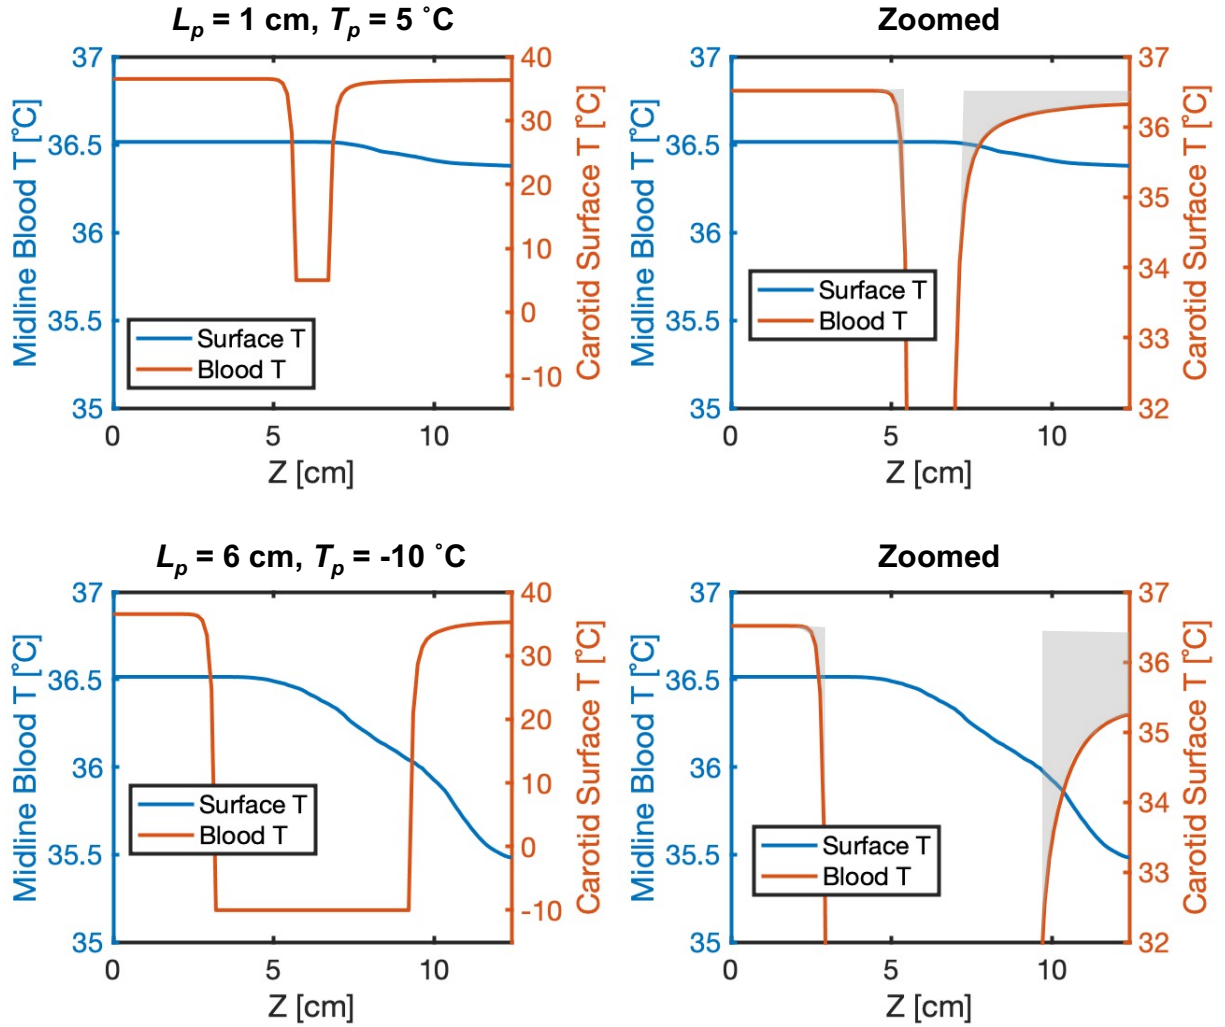 Lp = 1 cm, Tp = 5 ˚C
37
36.5
36
35.5
35
Midline Blood T [˚C]
40
30
20
10
0
-10
Carotid Surface T [˚C]
Surface T
Blood T
0 5 10
Z [cm]
Zoomed
37
36.5
36
35.5
35
Midline Blood T [˚C]
37
36
35
34
33
32
Carotid Surface T [˚C]
Surface T
Blood T
0 5 10
Z [cm]
Lp = 6 cm, Tp = -10 ˚C
37
36.5
36
35.5
35
Midline Blood T [˚C]
40
30
20
10
0
-10
Carotid Surface T [˚C]
Surface T
Blood T
0 5 10
Z [cm]
Zoomed
37
36.5
36
35.5
35
Midline Blood T [˚C]
37
36
35
34
33
32
Carotid Surface T [˚C]
Surface T
Blood T
0 5 10
Z [cm]